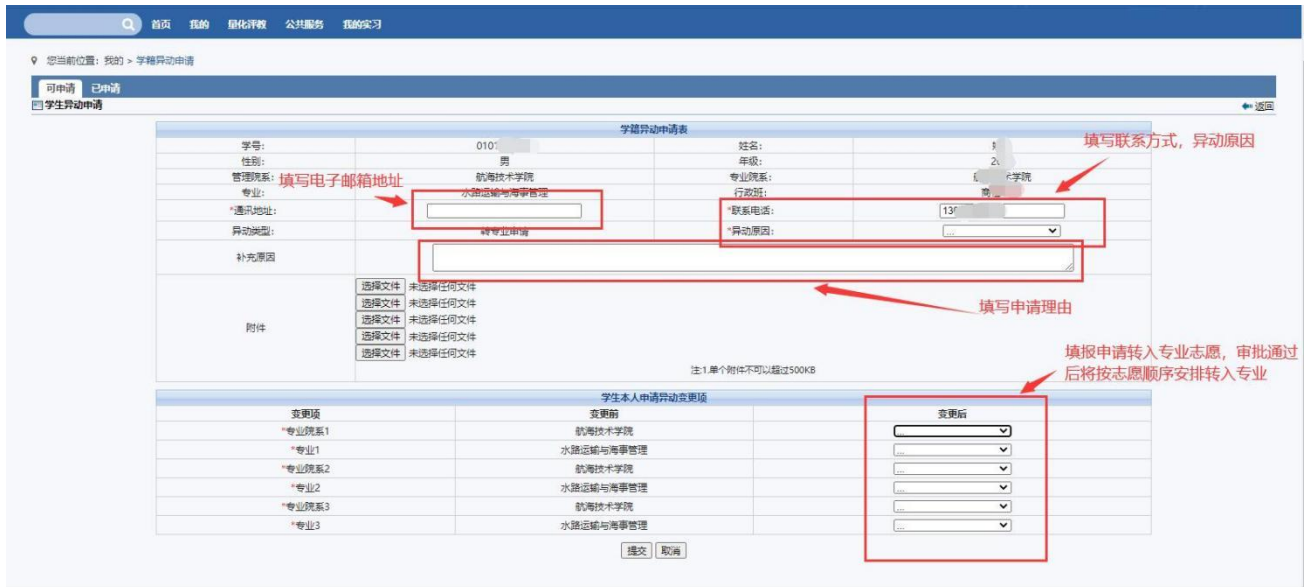 首页 我的 量化评教 公共服务 我的实习
您当前位置：我的 > 学籍异动申请
可申请 已申请
学生异动申请 返回
学籍异动申请表
学号： 0101 姓名：
填写联系方式，异动原因
性别： 男 年级： 20
管理院系： 航海技术学院 专业院系： 学院
填写电子邮箱地址
专业： 水路运输与海事管理 行政班：
*通讯地址： *联系电话： 130
异动类型： 转专业申请 *异动原因： ...
补充原因
填写申请理由
附件
选择文件 未选择任何文件
选择文件 未选择任何文件
选择文件 未选择任何文件
选择文件 未选择任何文件
选择文件 未选择任何文件
注:1.单个附件不可以超过500KB
填报申请转入专业志愿，审批通过
后将按志愿顺序安排转入专业
学生本人申请异动变更项
变更项 变更前 变更后
*专业院系1 航海技术学院 ...
*专业1 水路运输与海事管理 ...
*专业院系2 航海技术学院 ...
*专业2 水路运输与海事管理 ...
*专业院系3 航海技术学院 ...
*专业3 水路运输与海事管理 ...
提交 取消